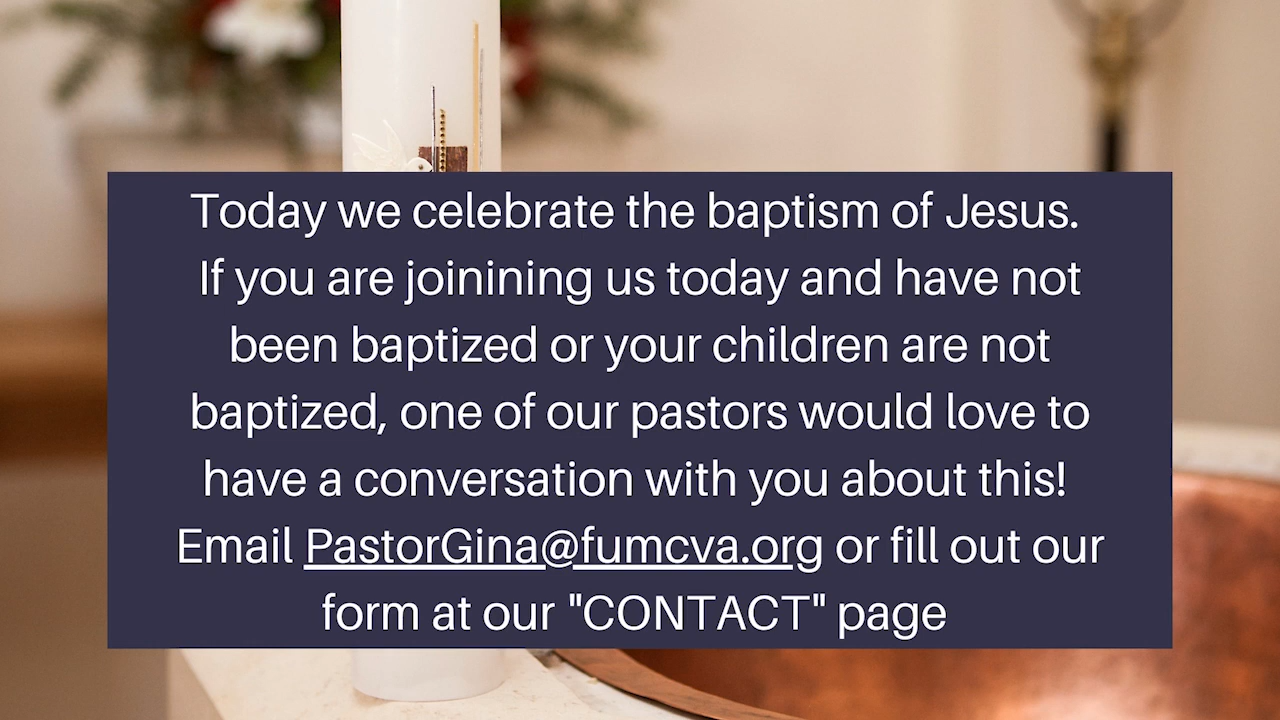 Today we celebrate the baptism of Jesus.
If you are joinining us today and have not
been baptized or your children are not
baptized, one of our pastors would love to
have a conversation with you about this!
Email PastorGina@fumcva.org or fill out our
form at our "CONTACT" page